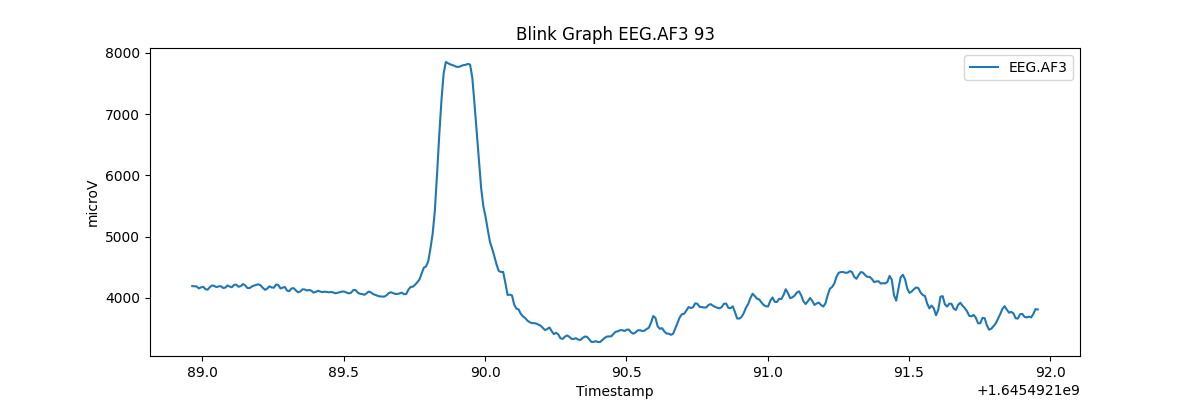 Blink Graph EEG.AF3 93
EEG.AF3
8000
7000
6000
5000
4000
microV
89.0 89.5 90.0 90.5 91.0 91.5 92.0
Timestamp
+1.6454921e9